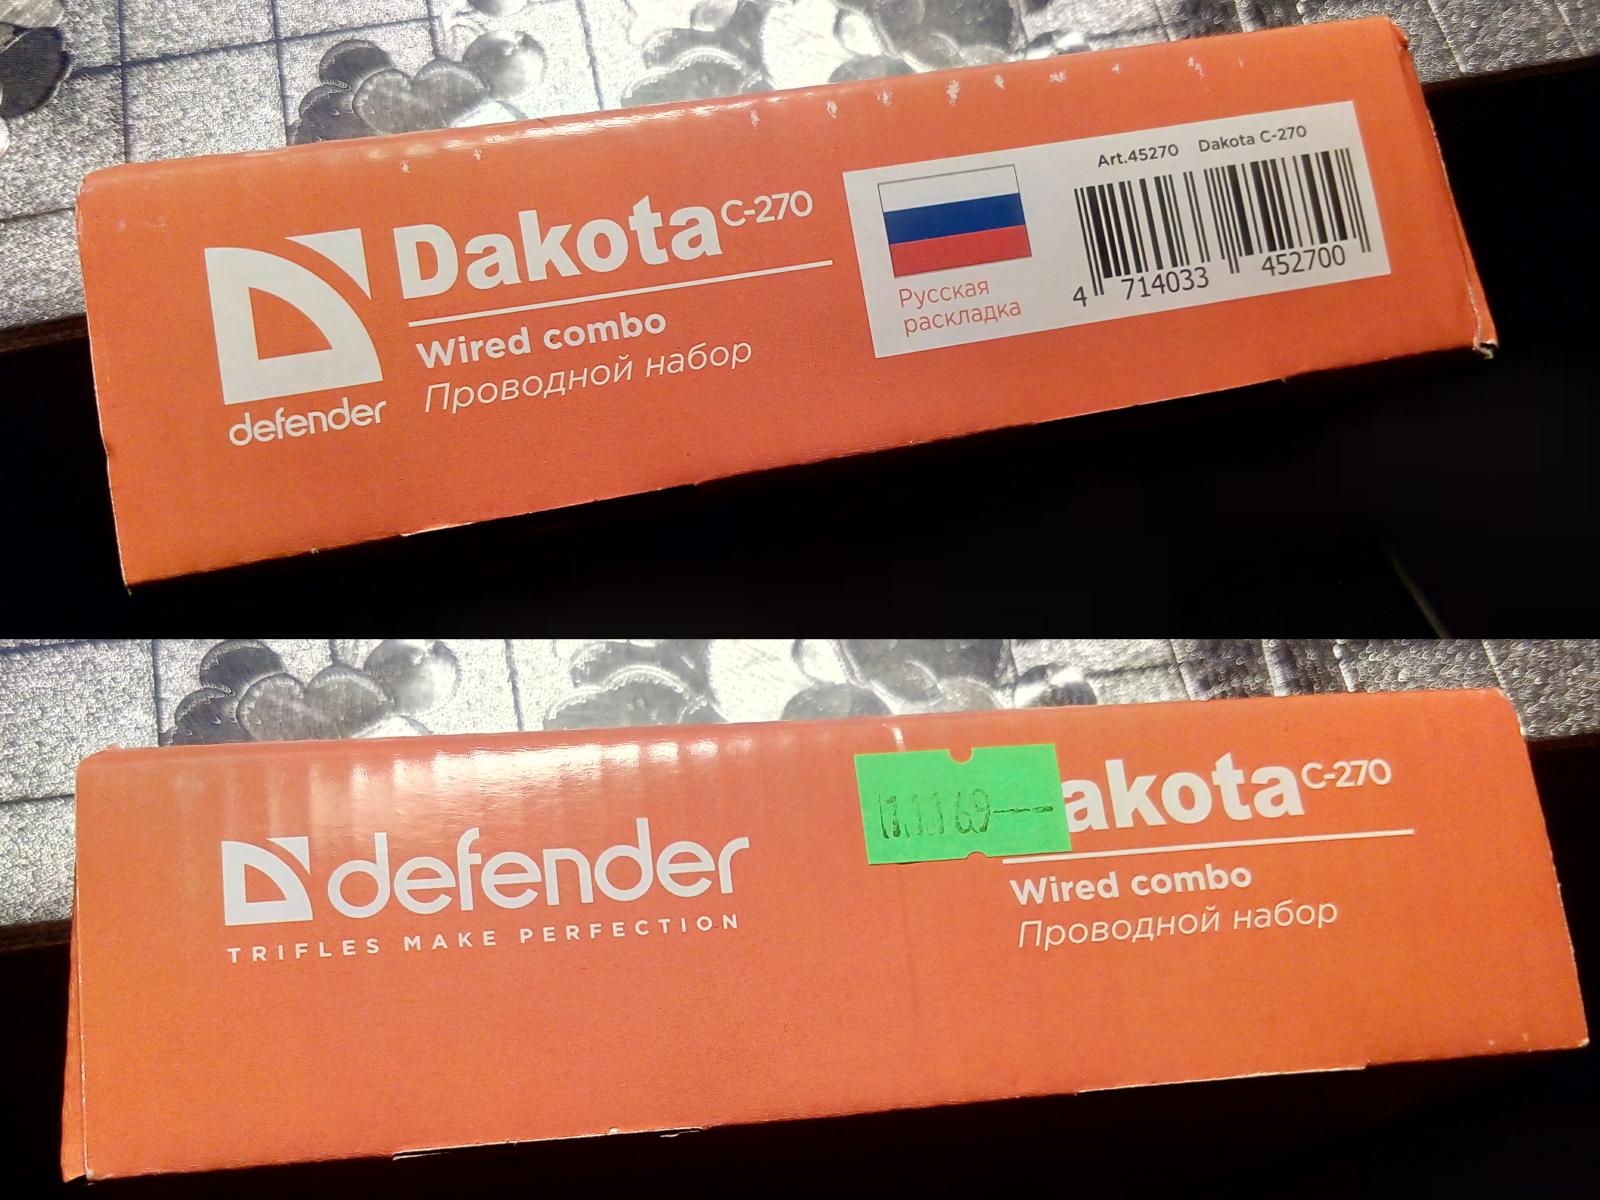 Art.45270 Dakota C-270
Dakota C-270
Wired combo
Проводной набор
defender
Русская
раскладка
4 714033 452700
defender
TRIFLES MAKE PERFECTION
akota C-270
Wired combo
Проводной набор